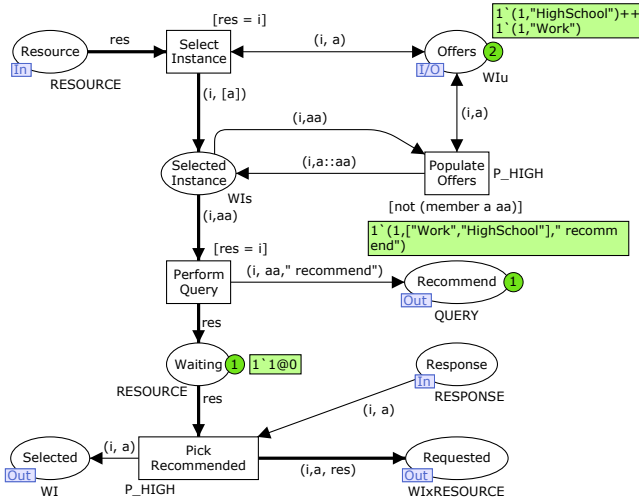 [res = i]
1`(1,"HighSchool")++
1`(1,"Work")
Resource
res
Select
Instance
(i, a)
Offers
2
In
I/O
RESOURCE
WIu
(i, [a])
(i,aa)
(i,a)
Selected
Instance
(i,a::aa)
Populate
Offers
P_HIGH
WIs
[not (member a aa)]
(i,aa)
1`(1,["Work","HighSchool"]," recomm
end")
[res = i]
Perform
Query
(i, aa," recommend")
Recommend
1
Out
QUERY
res
Waiting
1
1`1@0
Response
In
RESOURCE
RESPONSE
res
(i, a)
Selected
(i, a)
Pick
Recommended
Requested
Out
(i,a, res)
Out
WI
P_HIGH
WIxRESOURCE